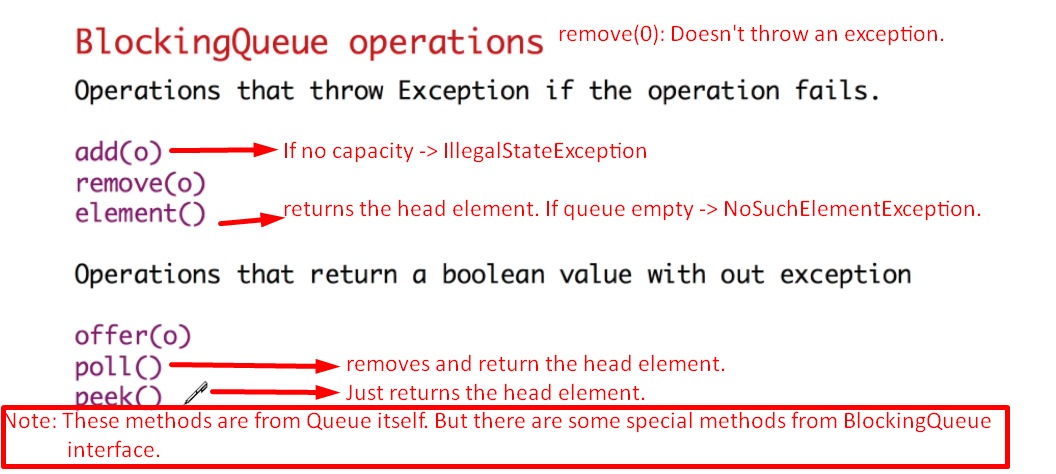 BlockingQueue operations remove(0): Doesn't throw an exception.
Operations that throw Exception if the operation fails.
add(o) If no capacity -> IllegalStateException
remove(o)
element() returns the head element. If queue empty -> NoSuchElementException.
Operations that return a boolean value with out exception
offer(o)
poll() removes and return the head element.
peek() Just returns the head element.
Note: These methods are from Queue itself. But there are some special methods from BlockingQueue
interface.